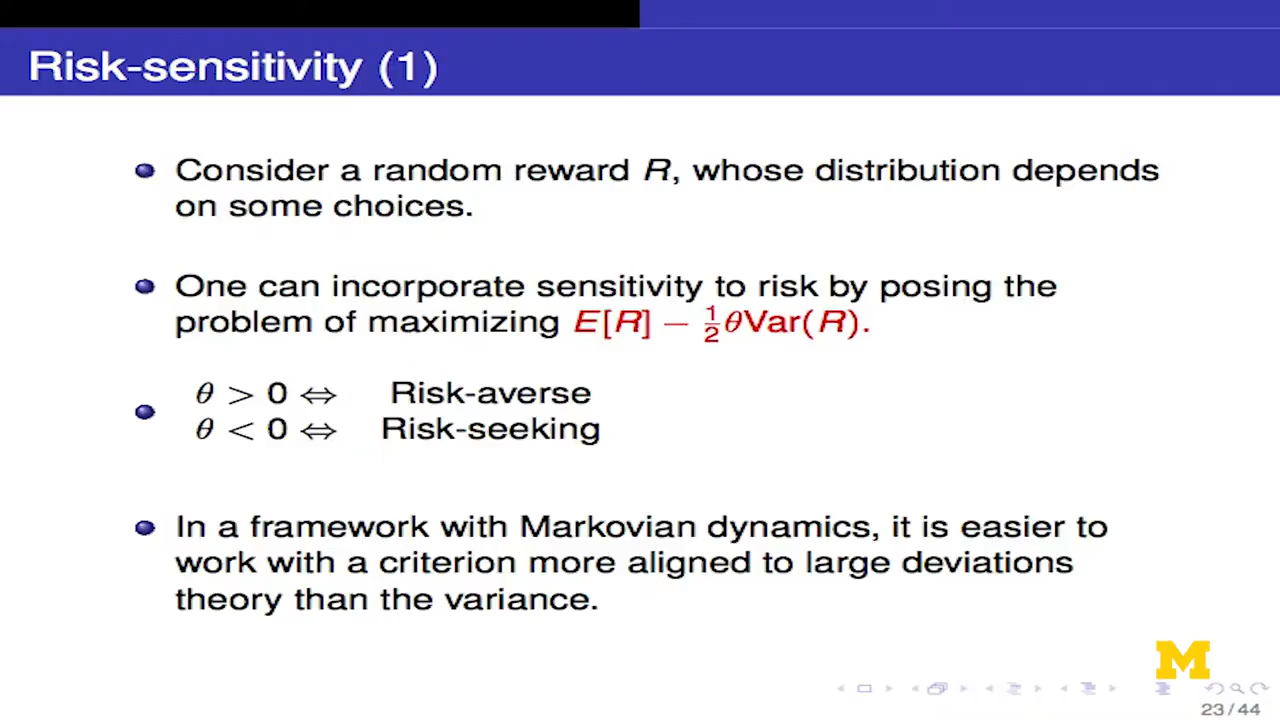 Risk-sensitivity (1)
Consider a random reward R, whose distribution depends
on some choices.
One can incorporate sensitivity to risk by posing the
problem of maximizing E[R] − ½θVar(R).
θ > 0 ⇔ Risk-averse
θ < 0 ⇔ Risk-seeking
In a framework with Markovian dynamics, it is easier to
work with a criterion more aligned to large deviations
theory than the variance.
M
23/44